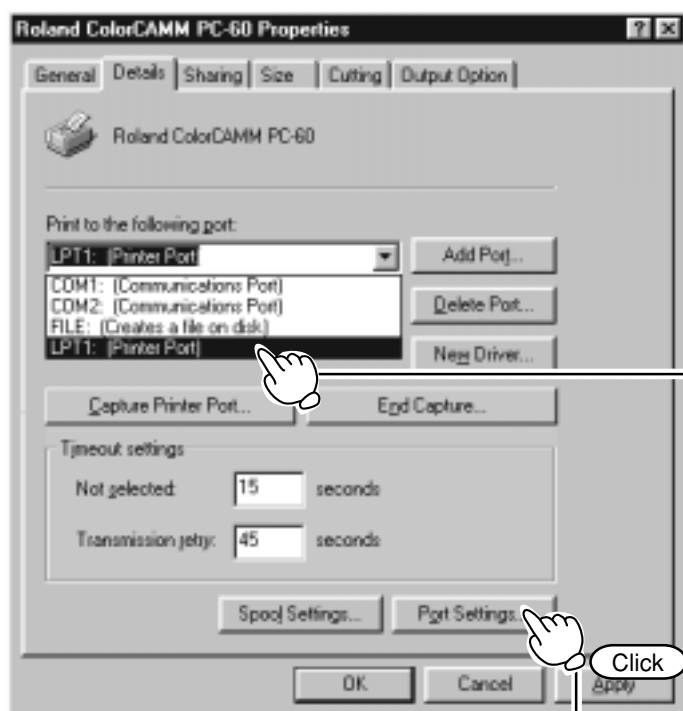 Roland ColorCAMM PC-60 Properties
General Details Sharing Size Cutting Output Option
Roland ColorCAMM PC-60
Print to the following port:
LPT1: (Printer Port) Add Port...
COM1: (Communications Port)
COM2: (Communications Port) Delete Port...
FILE: (Creates a file on disk)
LPT1: (Printer Port) New Driver...
Capture Printer Port... End Capture...
Timeout settings
Not selected: 15 seconds
Transmission retry: 45 seconds
Spool Settings... Port Settings...
Click
OK Cancel Apply